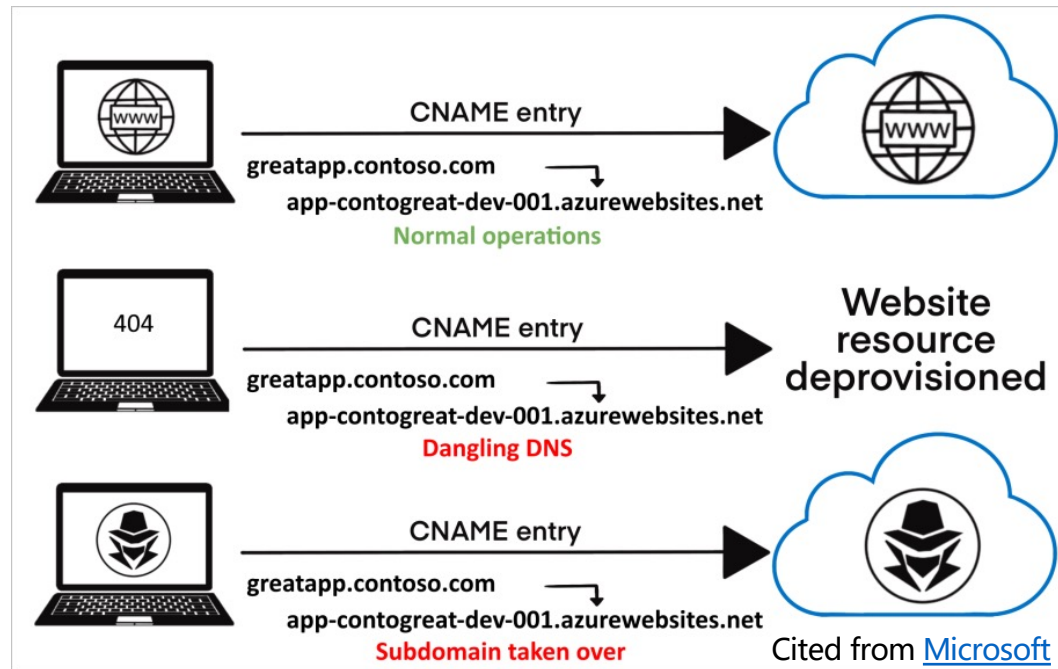 WWW
CNAME entry
WWW
greatapp.contoso.com
app-contogreat-dev-001.azurewebsites.net
Normal operations
404
CNAME entry
Website
resource
deprovisioned
greatapp.contoso.com
app-contogreat-dev-001.azurewebsites.net
Dangling DNS
CNAME entry
greatapp.contoso.com
app-contogreat-dev-001.azurewebsites.net
Subdomain taken over
Cited from Microsoft